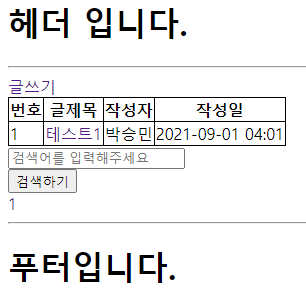 헤더 입니다.
글쓰기
번호 글제목 작성자 작성일
1 테스트1 박승민 2021-09-01 04:01
검색어를 입력해주세요
검색하기
1
푸터입니다.